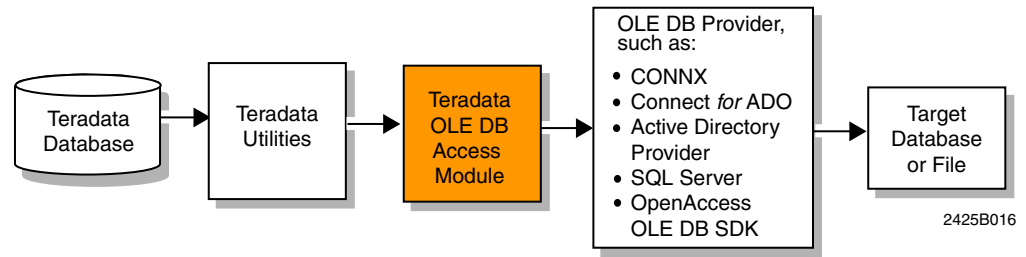 Teradata
Database
Teradata
Utilities
Teradata
OLE DB
Access
Module
OLE DB Provider,
such as:
• CONNX
• Connect for ADO
• Active Directory
Provider
• SQL Server
• OpenAccess
OLE DB SDK
Target
Database
or File
2425B016